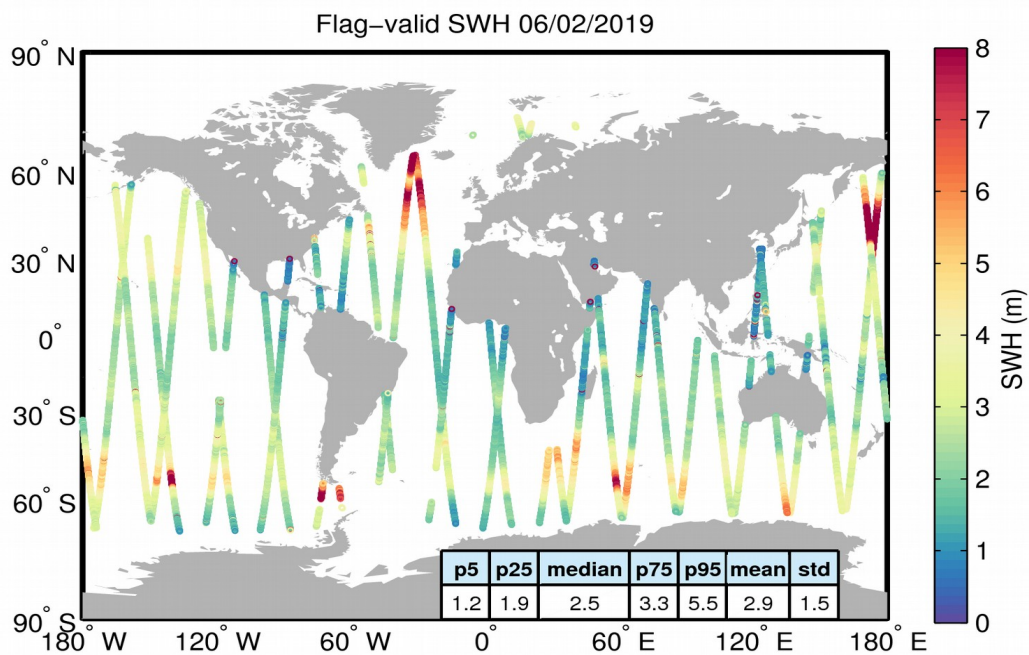 Flag−valid SWH 06/02/2019
90° N
60° N
30° N
0°
30° S
60° S
90° S
180° W
120° W
60° W
0°
60° E
120° E
180° E
p5 p25 median p75 p95 mean std
1.2 1.9 2.5 3.3 5.5 2.9 1.5
8
7
6
5
4
3
2
1
0
SWH (m)